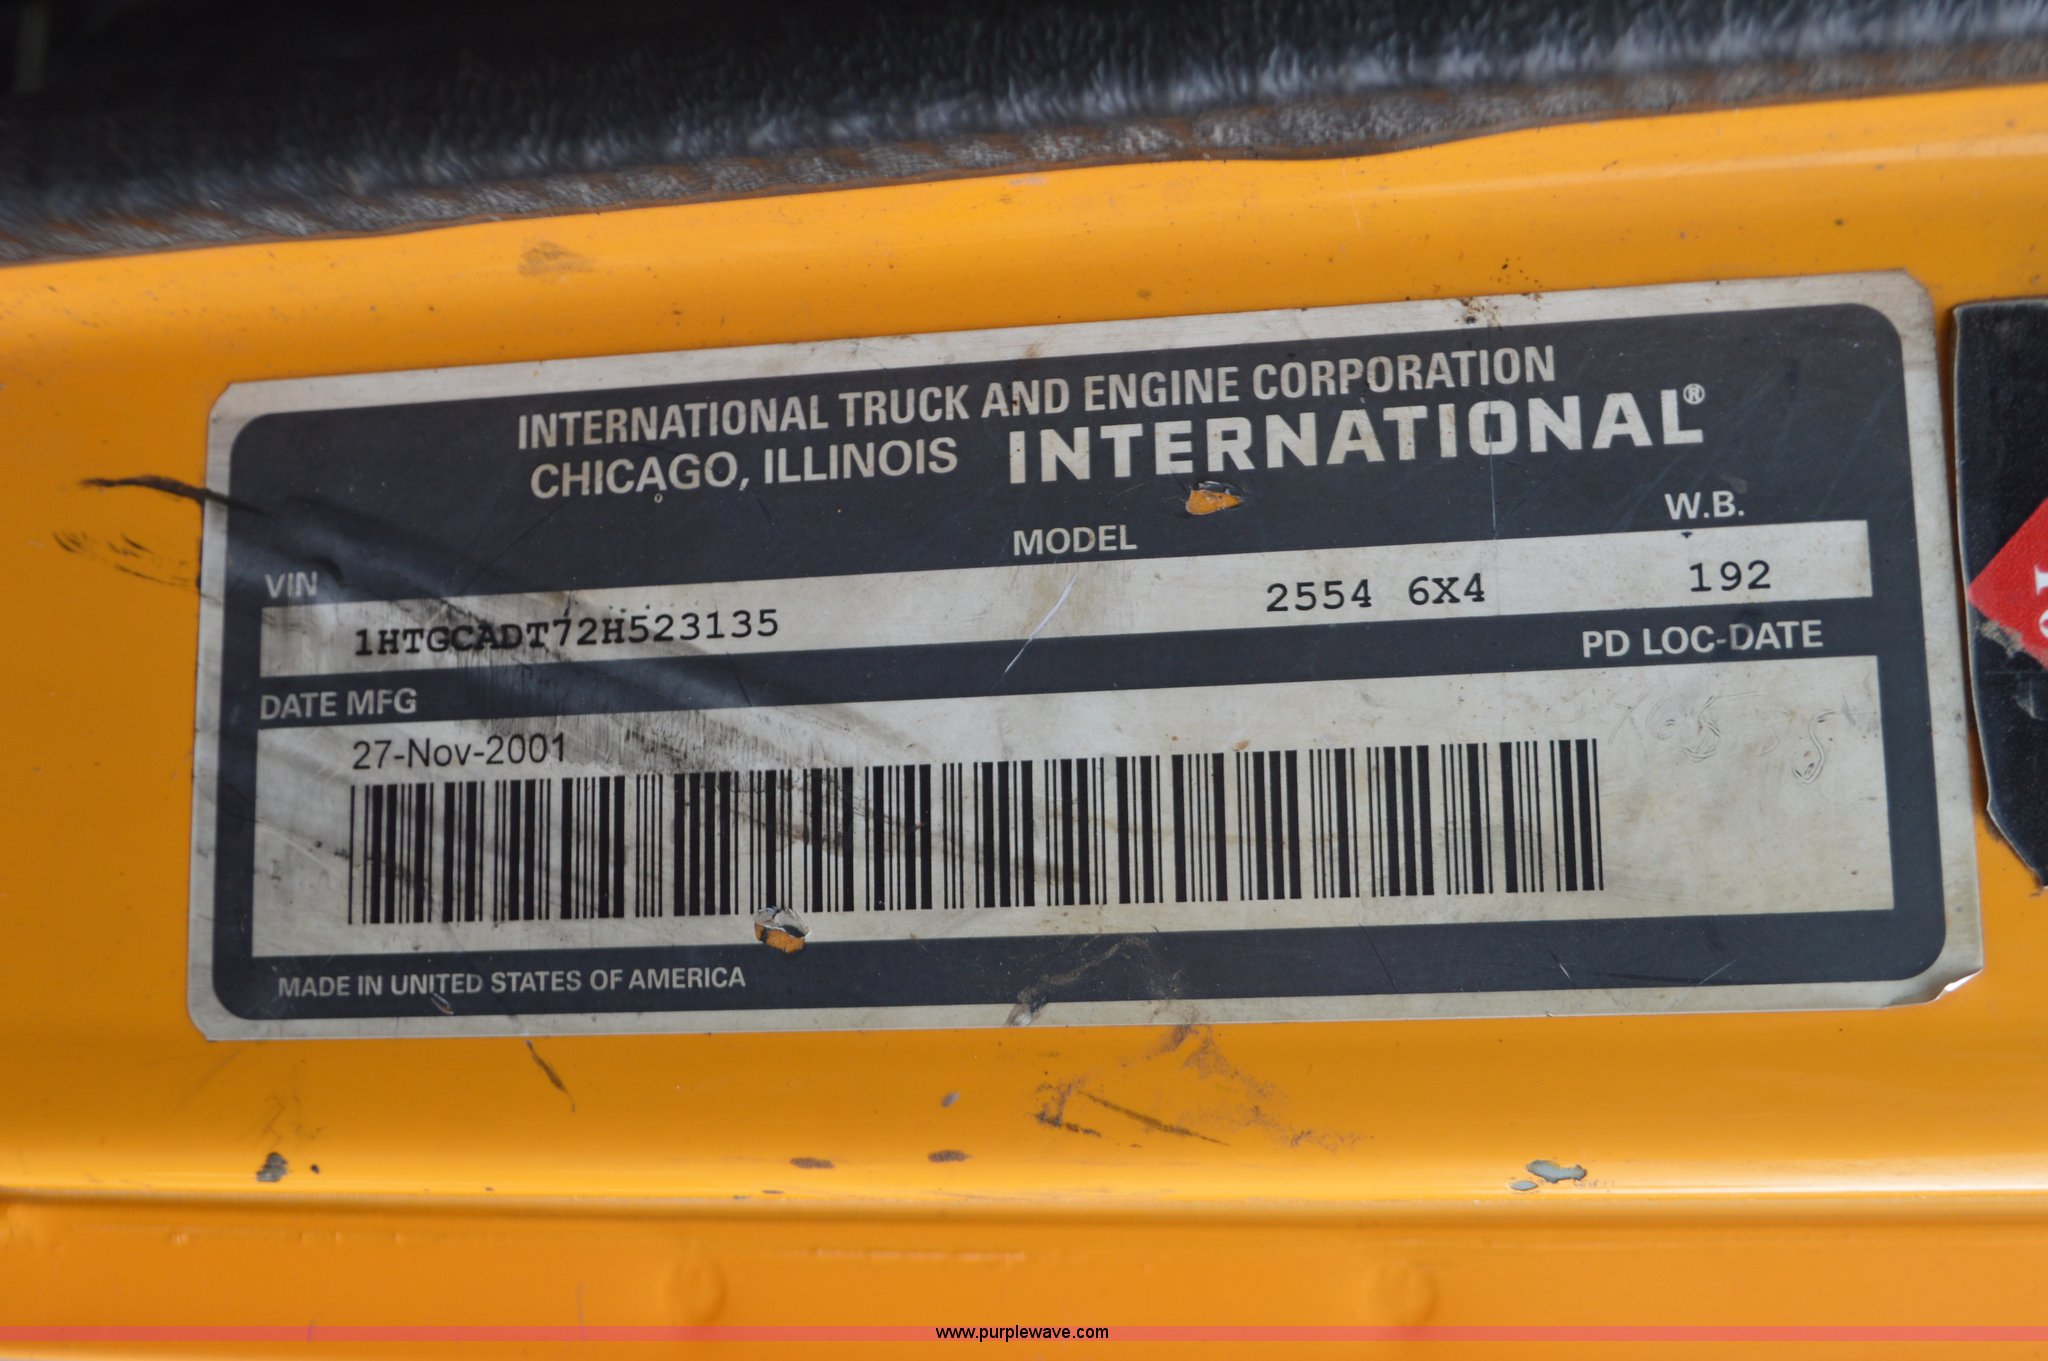 INTERNATIONAL TRUCK AND ENGINE CORPORATION
CHICAGO, ILLINOIS INTERNATIONAL®
VIN MODEL W.B.
1HTGCADT72H523135 2554 6X4 192
DATE MFG PD LOC-DATE
27-Nov-2001
MADE IN UNITED STATES OF AMERICA
www.purplewave.com